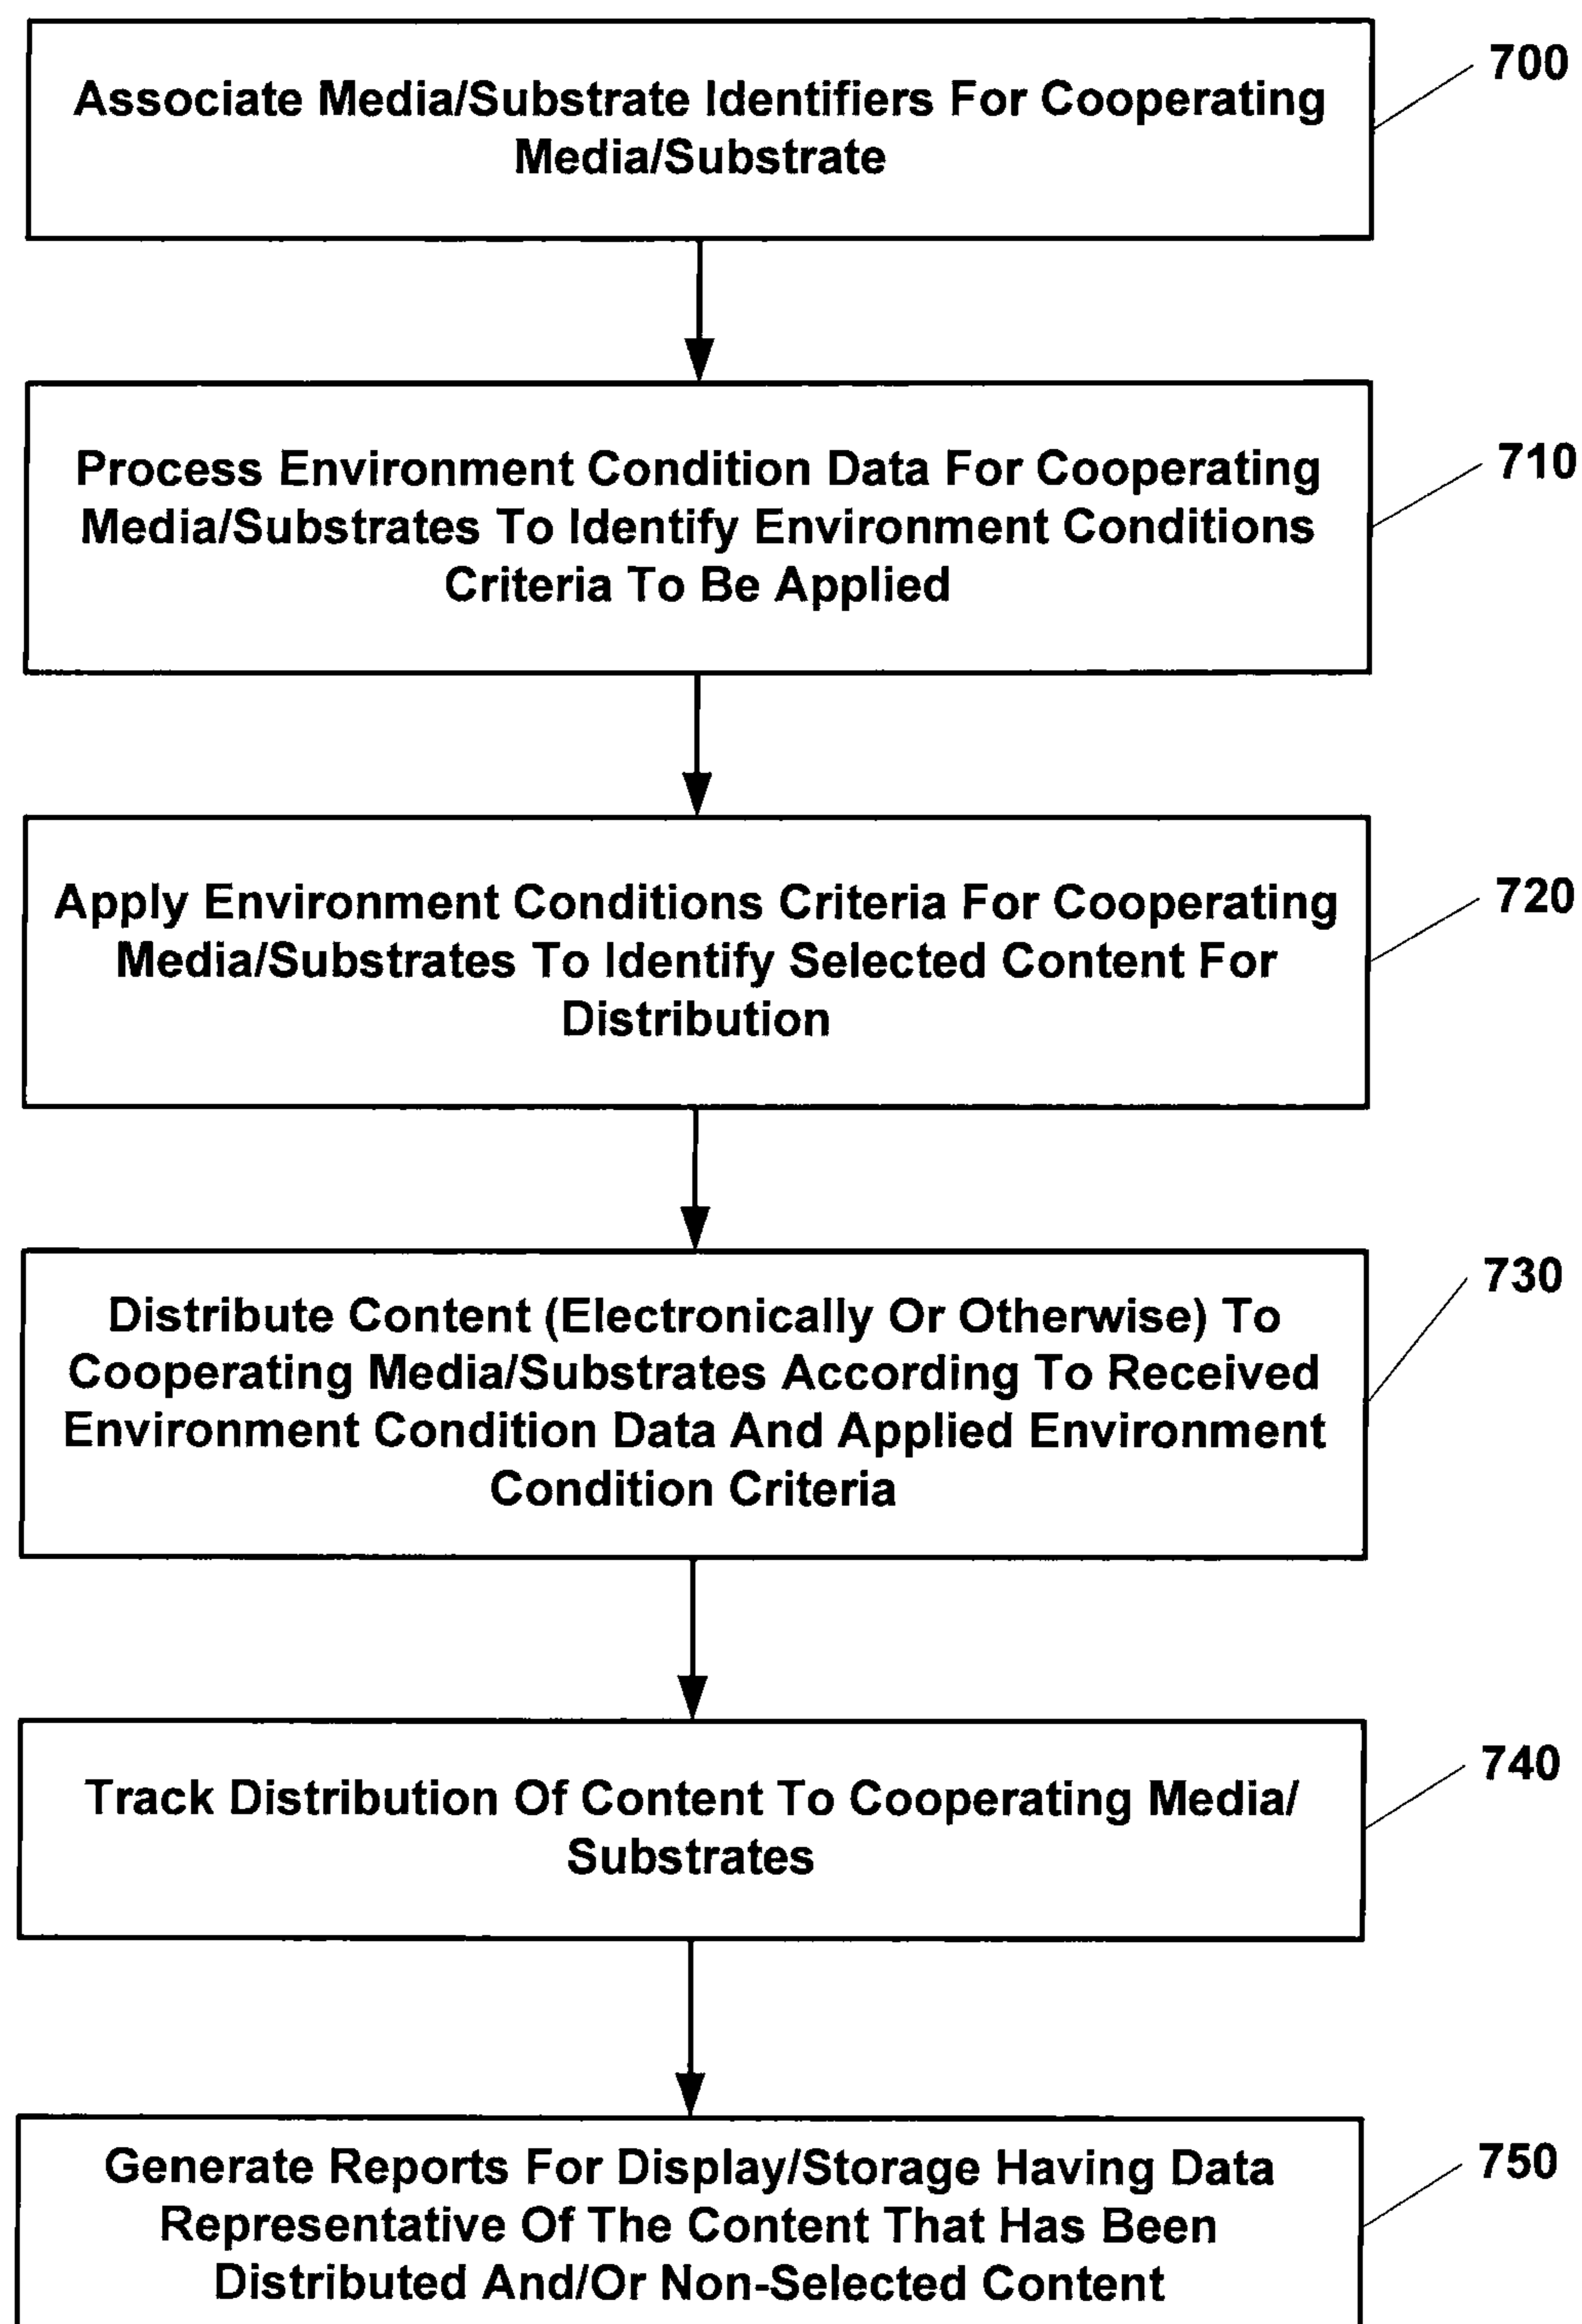 700
Associate Media/Substrate Identifiers For Cooperating
Media/Substrate
710
Process Environment Condition Data For Cooperating
Media/Substrates To Identify Environment Conditions
Criteria To Be Applied
720
Apply Environment Conditions Criteria For Cooperating
Media/Substrates To Identify Selected Content For
Distribution
730
Distribute Content (Electronically Or Otherwise) To
Cooperating Media/Substrates According To Received
Environment Condition Data And Applied Environment
Condition Criteria
740
Track Distribution Of Content To Cooperating Media/
Substrates
750
Generate Reports For Display/Storage Having Data
Representative Of The Content That Has Been
Distributed And/Or Non-Selected Content